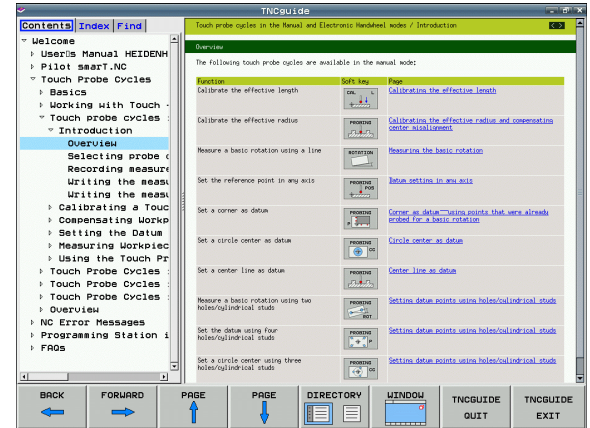 TNCguide
Contents Index Find
Welcome
User's Manual HEIDENH
Pilot smarT.NC
Touch Probe Cycles
Basics
Working with Touch
Touch probe cycles
Introduction
Overview
Selecting probe c
Recording measure
Writing the measu
Writing the measu
Calibrating a Touc
Compensating Workp
Setting the Datum
Measuring Workpiec
Using the Touch Pr
Touch Probe Cycles
Touch Probe Cycles
Touch Probe Cycles
Overview
NC Error Messages
Programming Station i
FAQs
Touch probe cycles in the Manual and Electronic Handwheel modes / Introduction
Overview
The following touch probe cycles are available in the manual mode:
Function Soft key Page
Calibrate the effective length CAL. L Calibrating the effective length
Calibrate the effective radius PROBING Calibrating the effective radius and compensating
center misalignment
Measure a basic rotation using a line ROTATION Measuring the basic rotation
Set the reference point in any axis PROBING POS Datum setting in any axis
Set a corner as datum PROBING P Corner as datum—using points that were already
probed for a basic rotation
Set a circle center as datum PROBING CC Circle center as datum
Set a center line as datum PROBING Center line as datum
Measure a basic rotation using two PROBING ROT Setting datum points using holes/cylindrical studs
holes/cylindrical studs
Set the datum using four PROBING P Setting datum points using holes/cylindrical studs
holes/cylindrical studs
Set a circle center using three PROBING CC Setting datum points using holes/cylindrical studs
holes/cylindrical studs
BACK FORWARD PAGE PAGE DIRECTORY WINDOW TNCGUIDE TNCGUIDE
QUIT EXIT